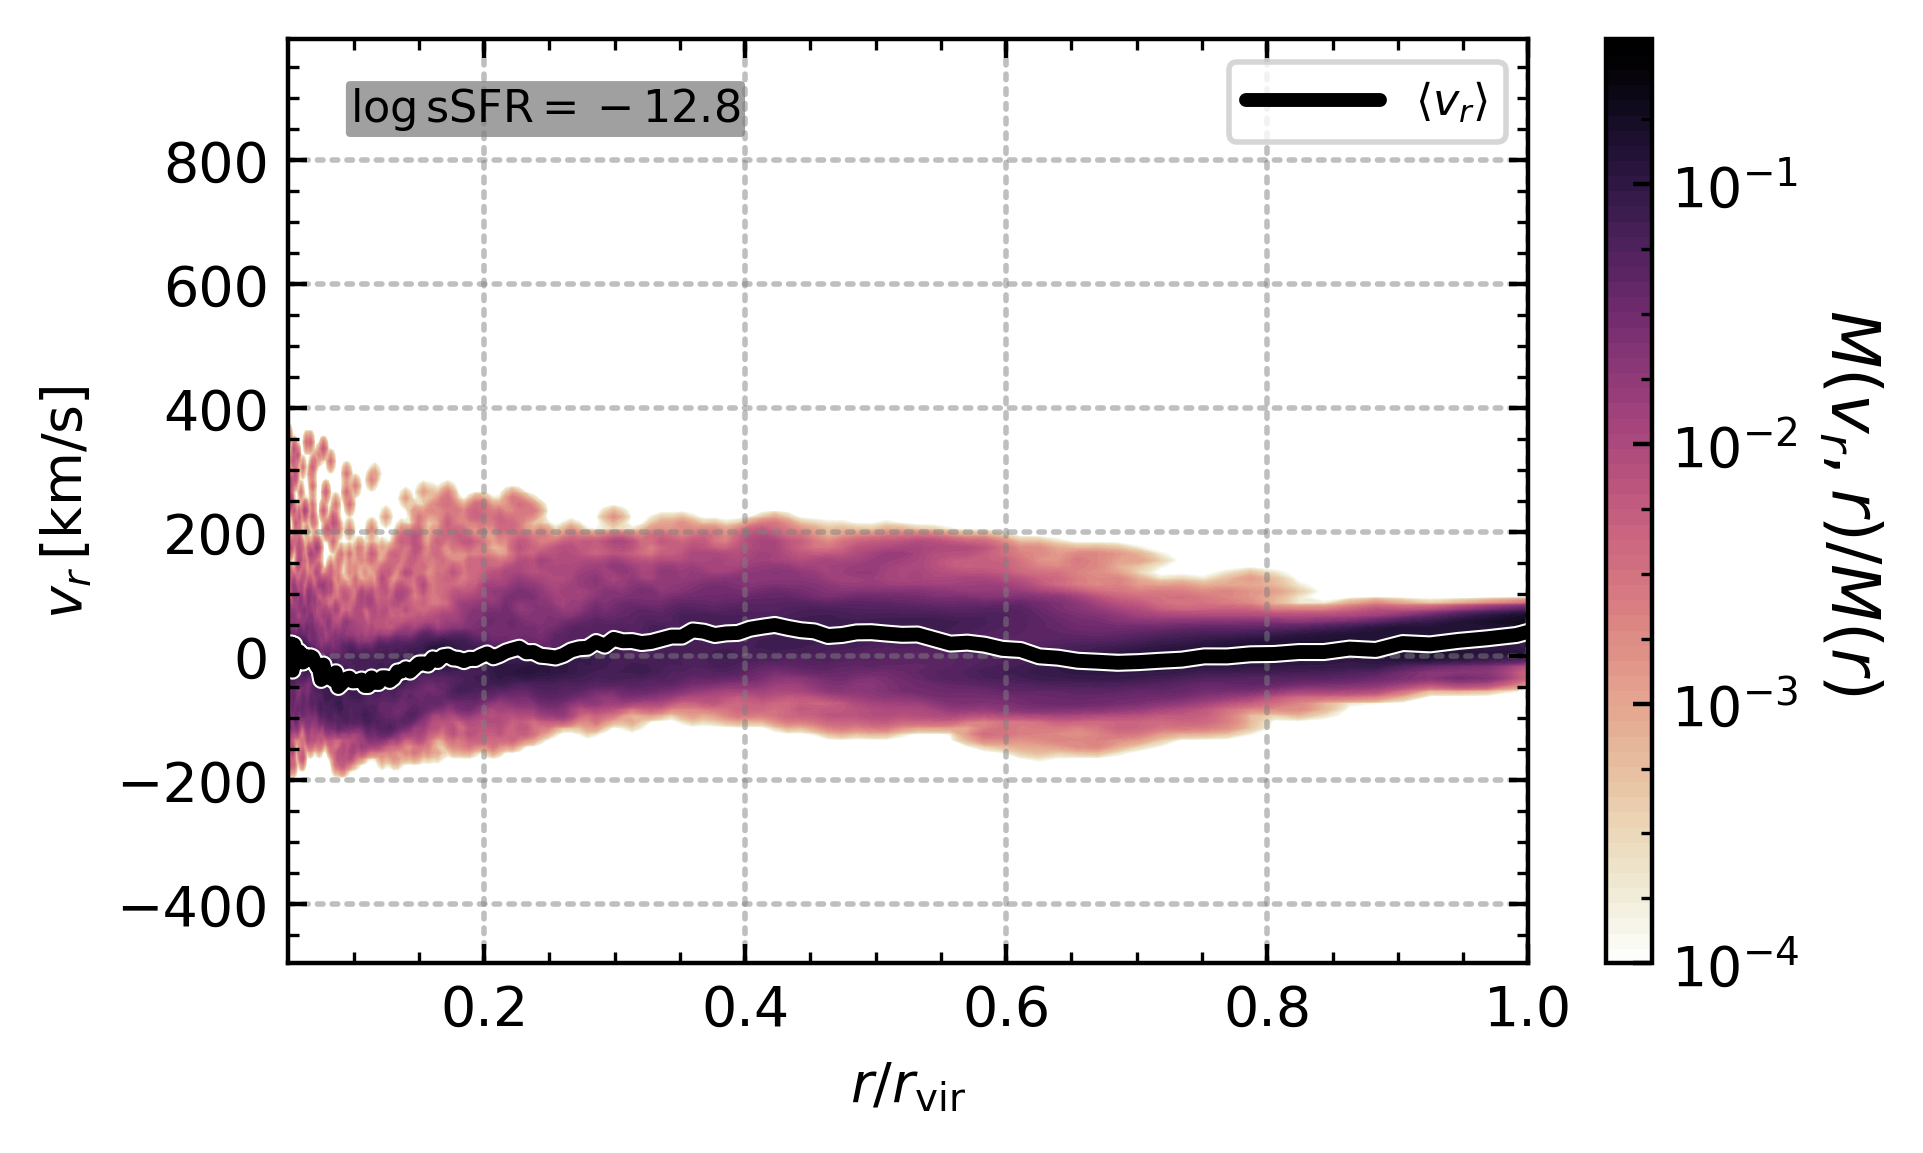 log sSFR = −12.8
⟨v_r⟩
800
600
400
200
0
−200
−400
v_r [km/s]
0.2 0.4 0.6 0.8 1.0
r/r_vir
10^{-1}
10^{-2}
10^{-3}
10^{-4}
M(v_r, r)/M(r)